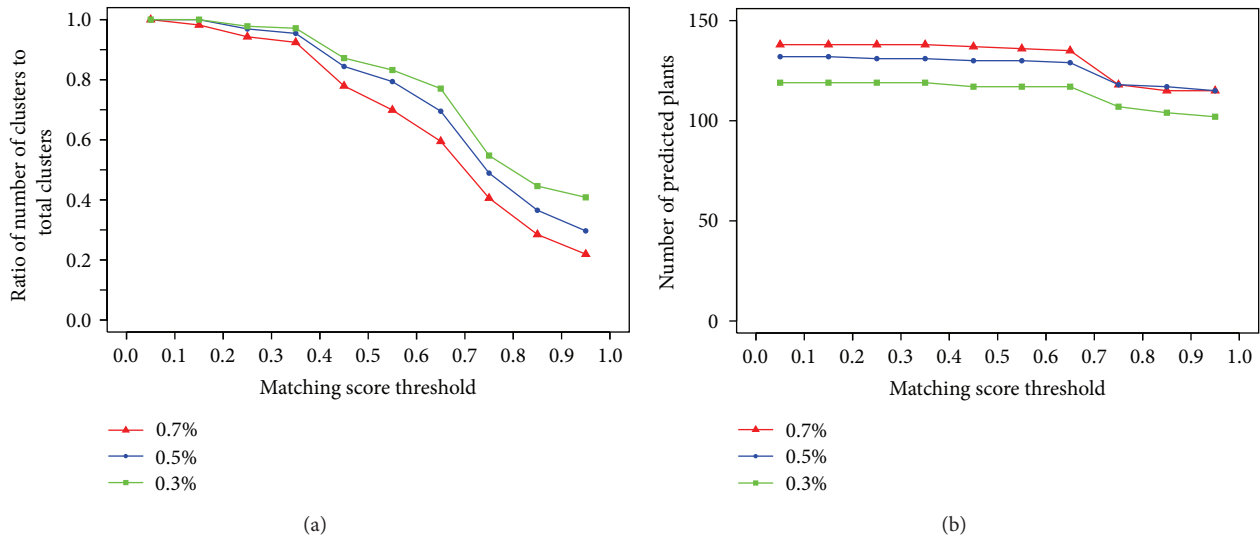 Ratio of number of clusters to
total clusters
1.0
0.8
0.6
0.4
0.2
0.0
0.0 0.1 0.2 0.3 0.4 0.5 0.6 0.7 0.8 0.9 1.0
Matching score threshold
0.7%
0.5%
0.3%
(a)
Number of predicted plants
150
100
50
0
0.0 0.1 0.2 0.3 0.4 0.5 0.6 0.7 0.8 0.9 1.0
Matching score threshold
0.7%
0.5%
0.3%
(b)